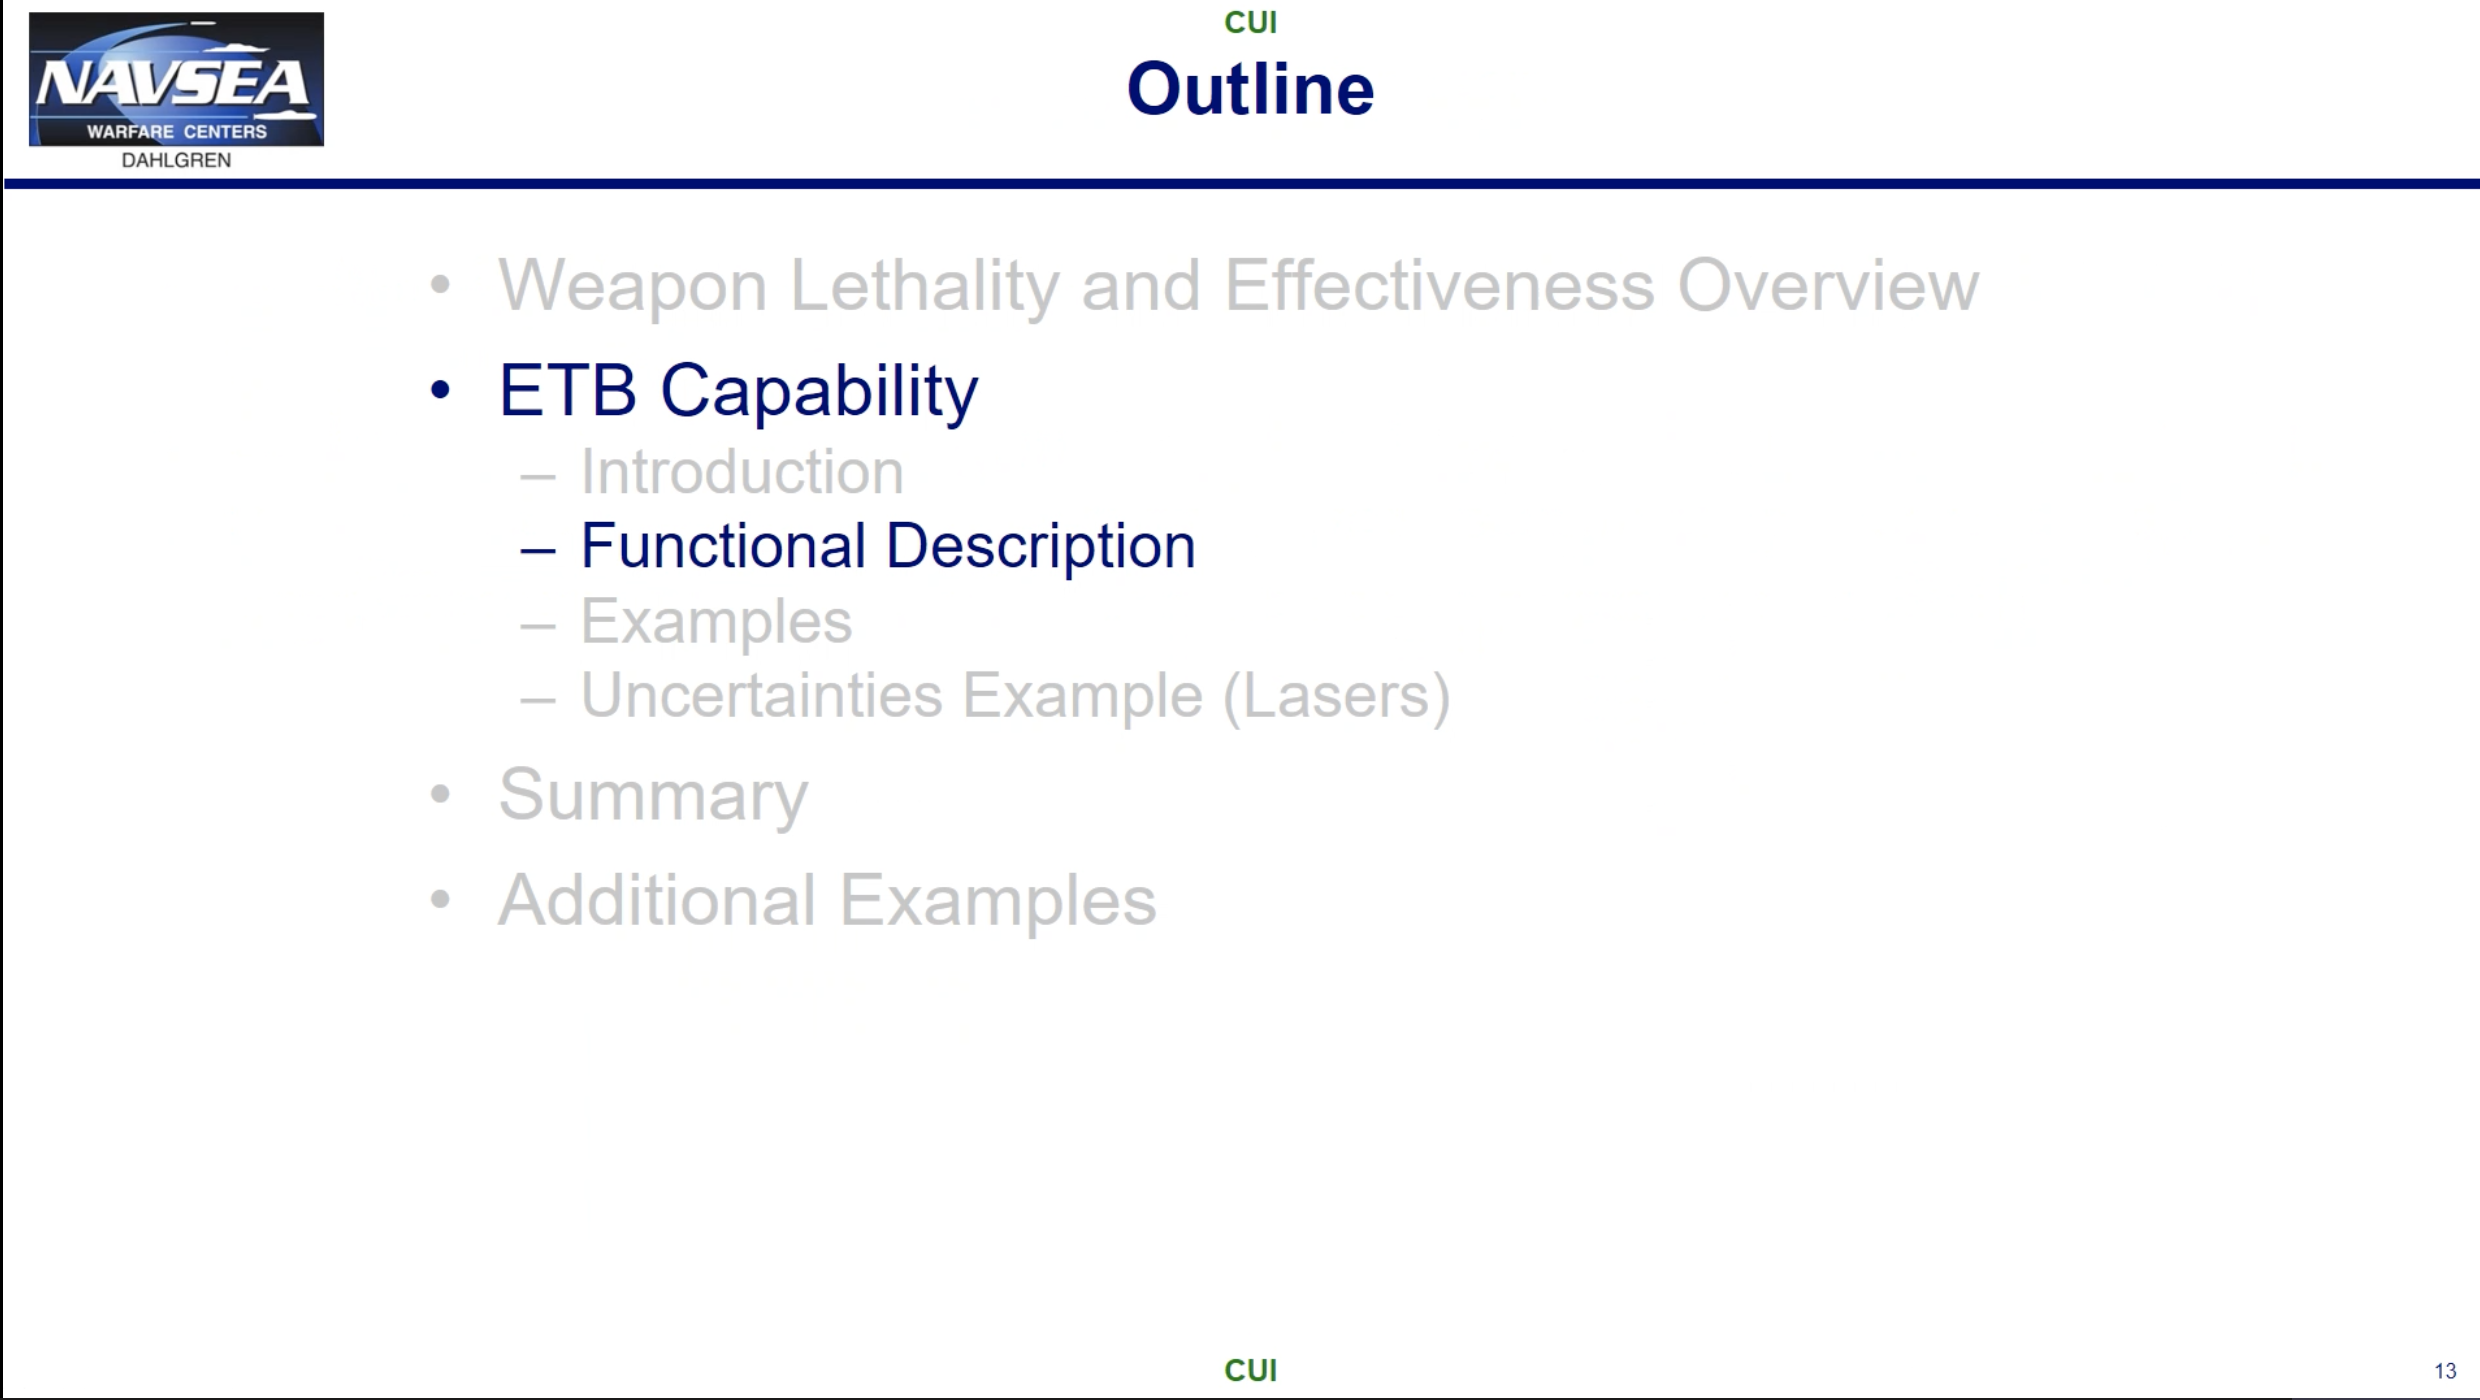 CUI
NAVSEA
WARFARE CENTERS
DAHLGREN
Outline
• Weapon Lethality and Effectiveness Overview
• ETB Capability
– Introduction
– Functional Description
– Examples
– Uncertainties Example (Lasers)
• Summary
• Additional Examples
CUI
13